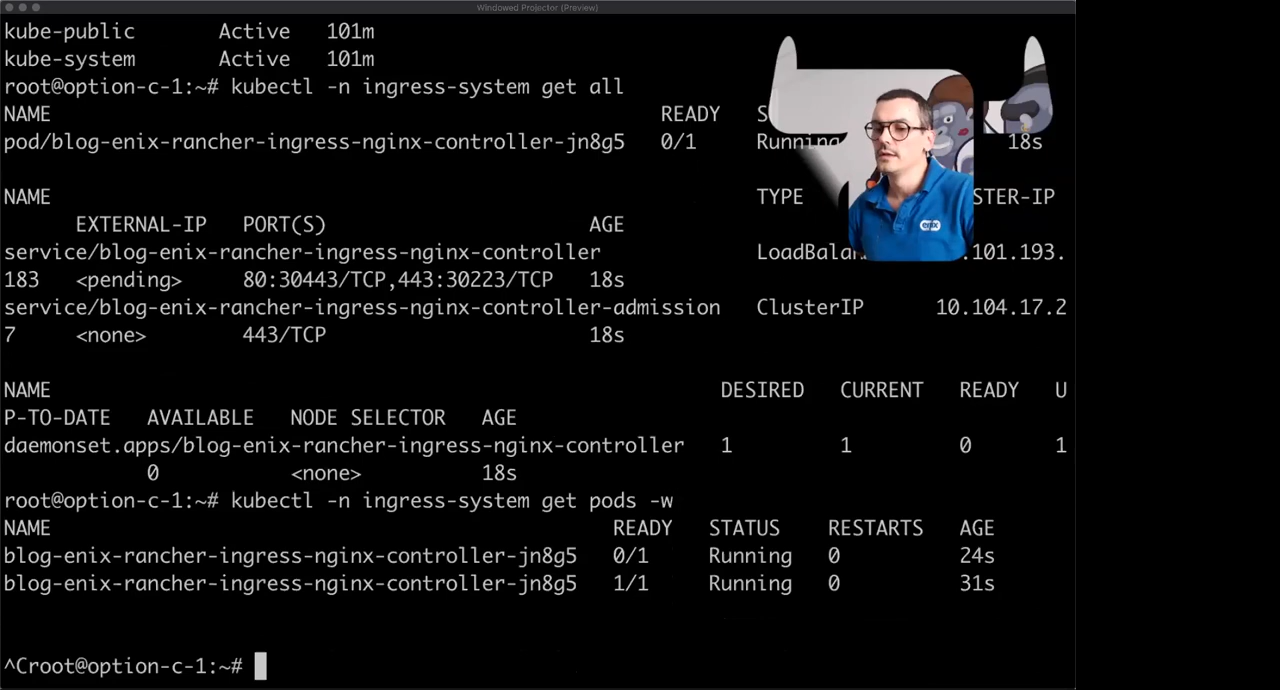 Windowed Projector (Preview)
kube-public Active 101m
kube-system Active 101m
root@option-c-1:~# kubectl -n ingress-system get all
NAME READY S
pod/blog-enix-rancher-ingress-nginx-controller-jn8g5 0/1 Running 18s
NAME TYPE STER-IP
EXTERNAL-IP PORT(S) AGE
service/blog-enix-rancher-ingress-nginx-controller LoadBalan .101.193.
183 <pending> 80:30443/TCP,443:30223/TCP 18s
service/blog-enix-rancher-ingress-nginx-controller-admission ClusterIP 10.104.17.2
7 <none> 443/TCP 18s
NAME DESIRED CURRENT READY U
P-TO-DATE AVAILABLE NODE SELECTOR AGE
daemonset.apps/blog-enix-rancher-ingress-nginx-controller 1 1 0 1
0 <none> 18s
root@option-c-1:~# kubectl -n ingress-system get pods -w
NAME READY STATUS RESTARTS AGE
blog-enix-rancher-ingress-nginx-controller-jn8g5 0/1 Running 0 24s
blog-enix-rancher-ingress-nginx-controller-jn8g5 1/1 Running 0 31s
^Croot@option-c-1:~#
enix